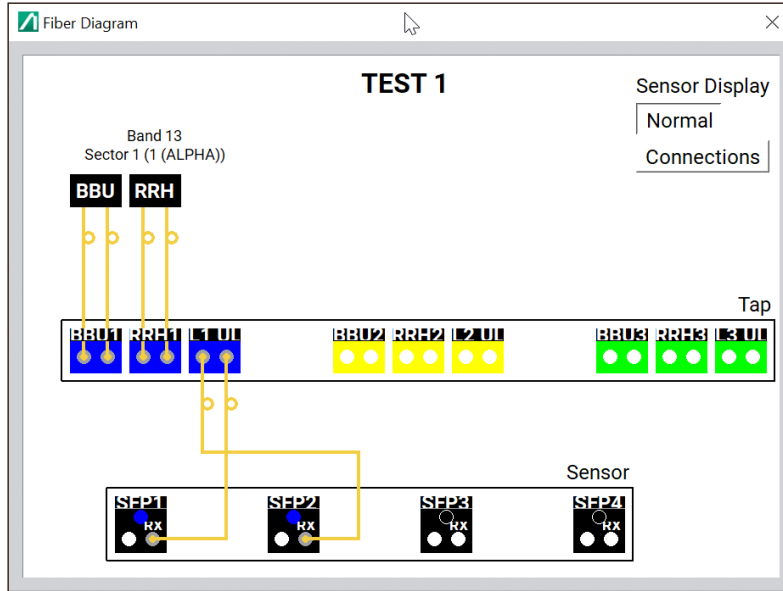 Fiber Diagram
TEST 1
Sensor Display
Normal
Connections
Band 13
Sector 1 (1 (ALPHA))
BBU RRH
Tap
BBU1 RRH1 L1 UL BBU2 RRH2 L2 UL BBU3 RRH3 L3 UL
Sensor
SFP1 SFP2 SFP3 SFP4
RX RX RX RX